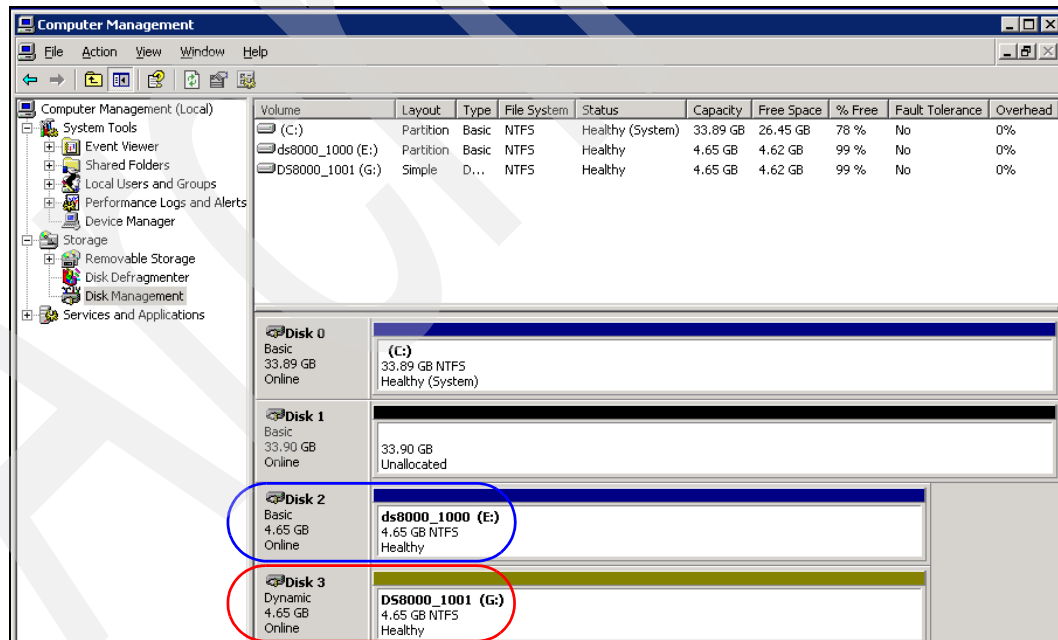 Computer Management
File Action View Window Help
Computer Management (Local)
System Tools
Event Viewer
Shared Folders
Local Users and Groups
Performance Logs and Alerts
Device Manager
Storage
Removable Storage
Disk Defragmenter
Disk Management
Services and Applications
Volume Layout Type File System Status Capacity Free Space % Free Fault Tolerance Overhead
(C:) Partition Basic NTFS Healthy (System) 33.89 GB 26.45 GB 78 % No 0%
ds8000_1000 (E:) Partition Basic NTFS Healthy 4.65 GB 4.62 GB 99 % No 0%
DS8000_1001 (G:) Simple D... NTFS Healthy 4.65 GB 4.62 GB 99 % No 0%
Disk 0
Basic
33.89 GB
Online
(C:)
33.89 GB NTFS
Healthy (System)
Disk 1
Basic
33.90 GB
Online
33.90 GB
Unallocated
Disk 2
Basic
4.65 GB
Online
ds8000_1000 (E:)
4.65 GB NTFS
Healthy
Disk 3
Dynamic
4.65 GB
Online
DS8000_1001 (G:)
4.65 GB NTFS
Healthy